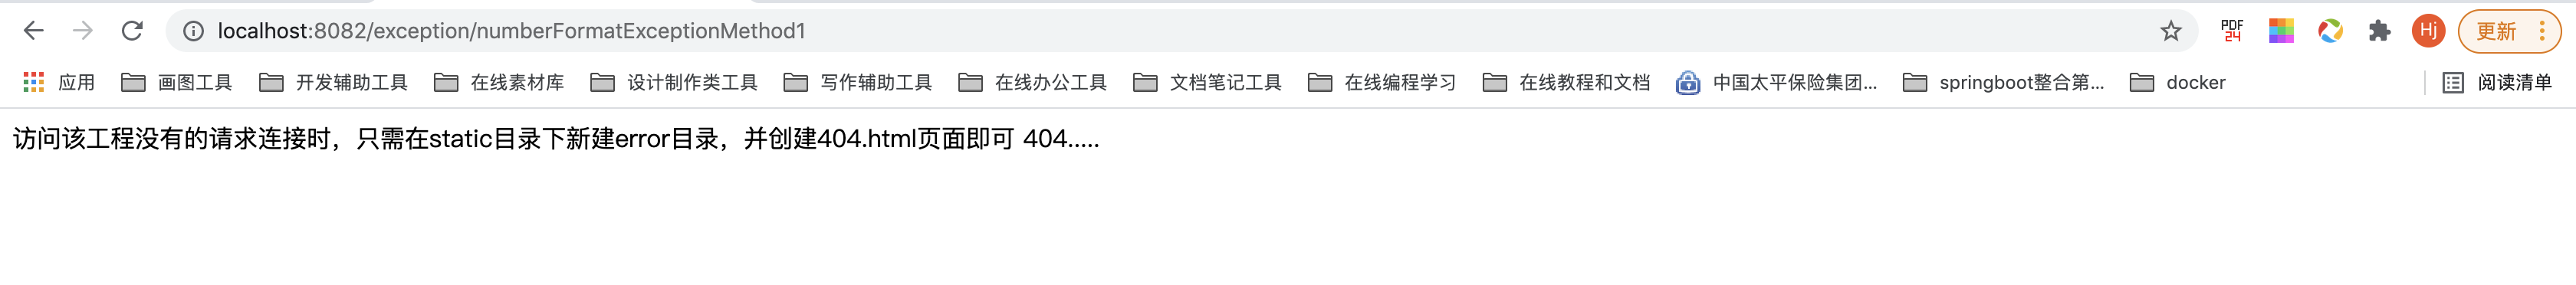 localhost:8082/exception/numberFormatExceptionMethod1 PDF 24 Hj 更新
应用 画图工具 开发辅助工具 在线素材库 设计制作类工具 写作辅助工具 在线办公工具 文档笔记工具 在线编程学习 在线教程和文档 中国太平保险集团... springboot整合第... docker 阅读清单
访问该工程没有的请求连接时，只需在static目录下新建error目录，并创建404.html页面即可 404.....